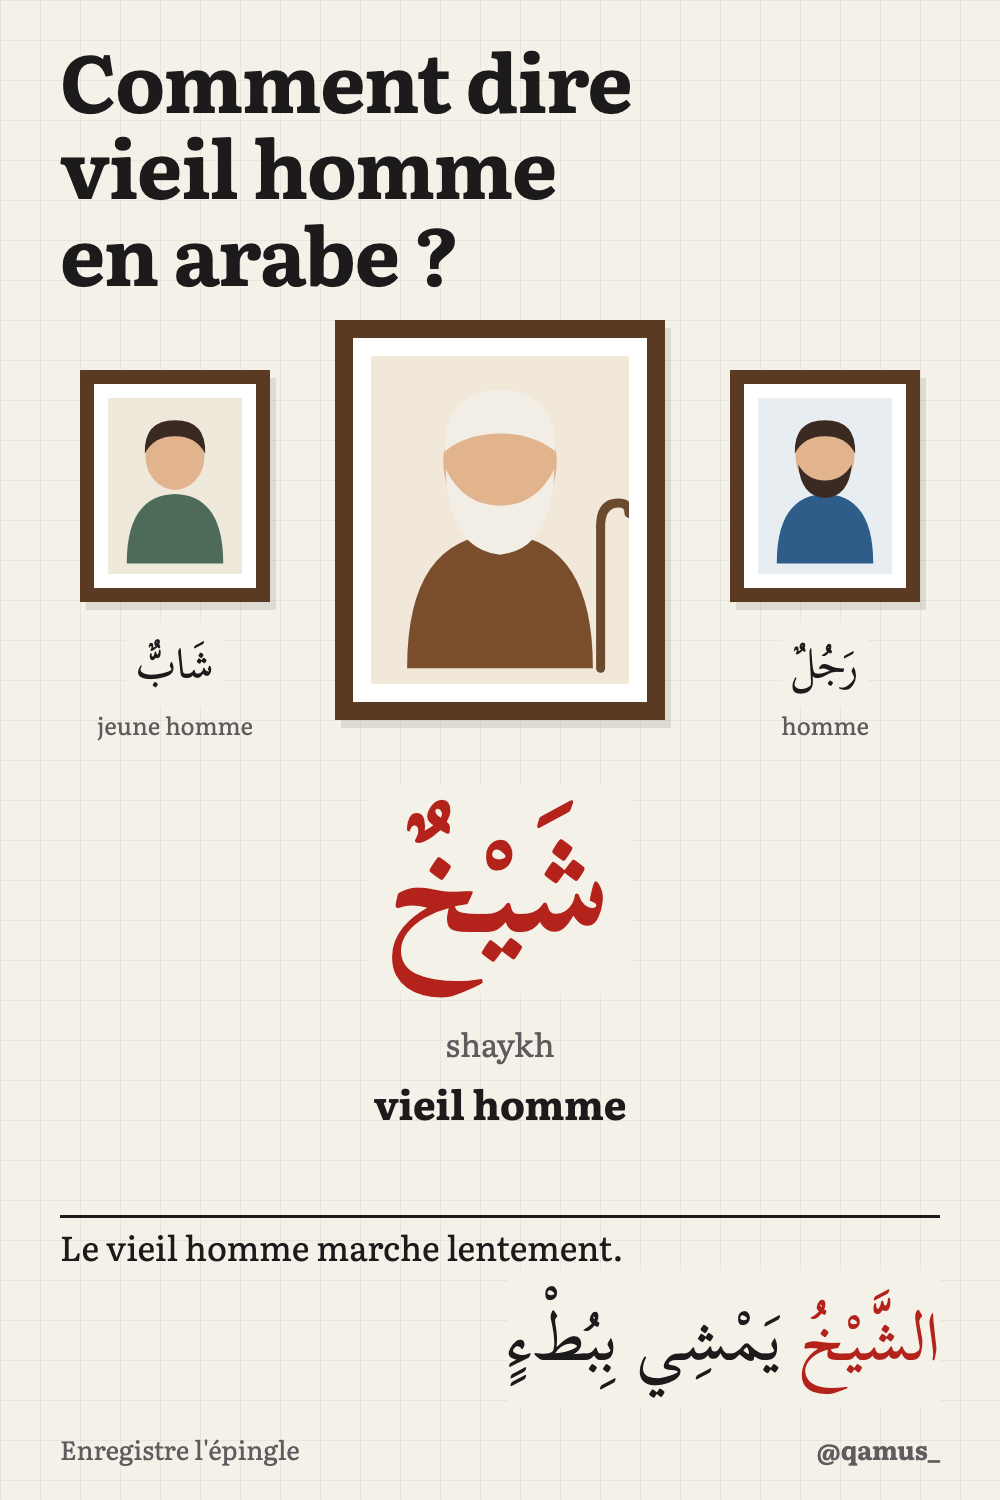 Comment dire
vieil homme
en arabe ?
شَابٌّ
jeune homme
رَجُلٌ
homme
شَيْخٌ
shaykh
vieil homme
Le vieil homme marche lentement.
الشَّيْخُ يَمْشِي بِبُطْءٍ
Enregistre l'épingle
@qamus_